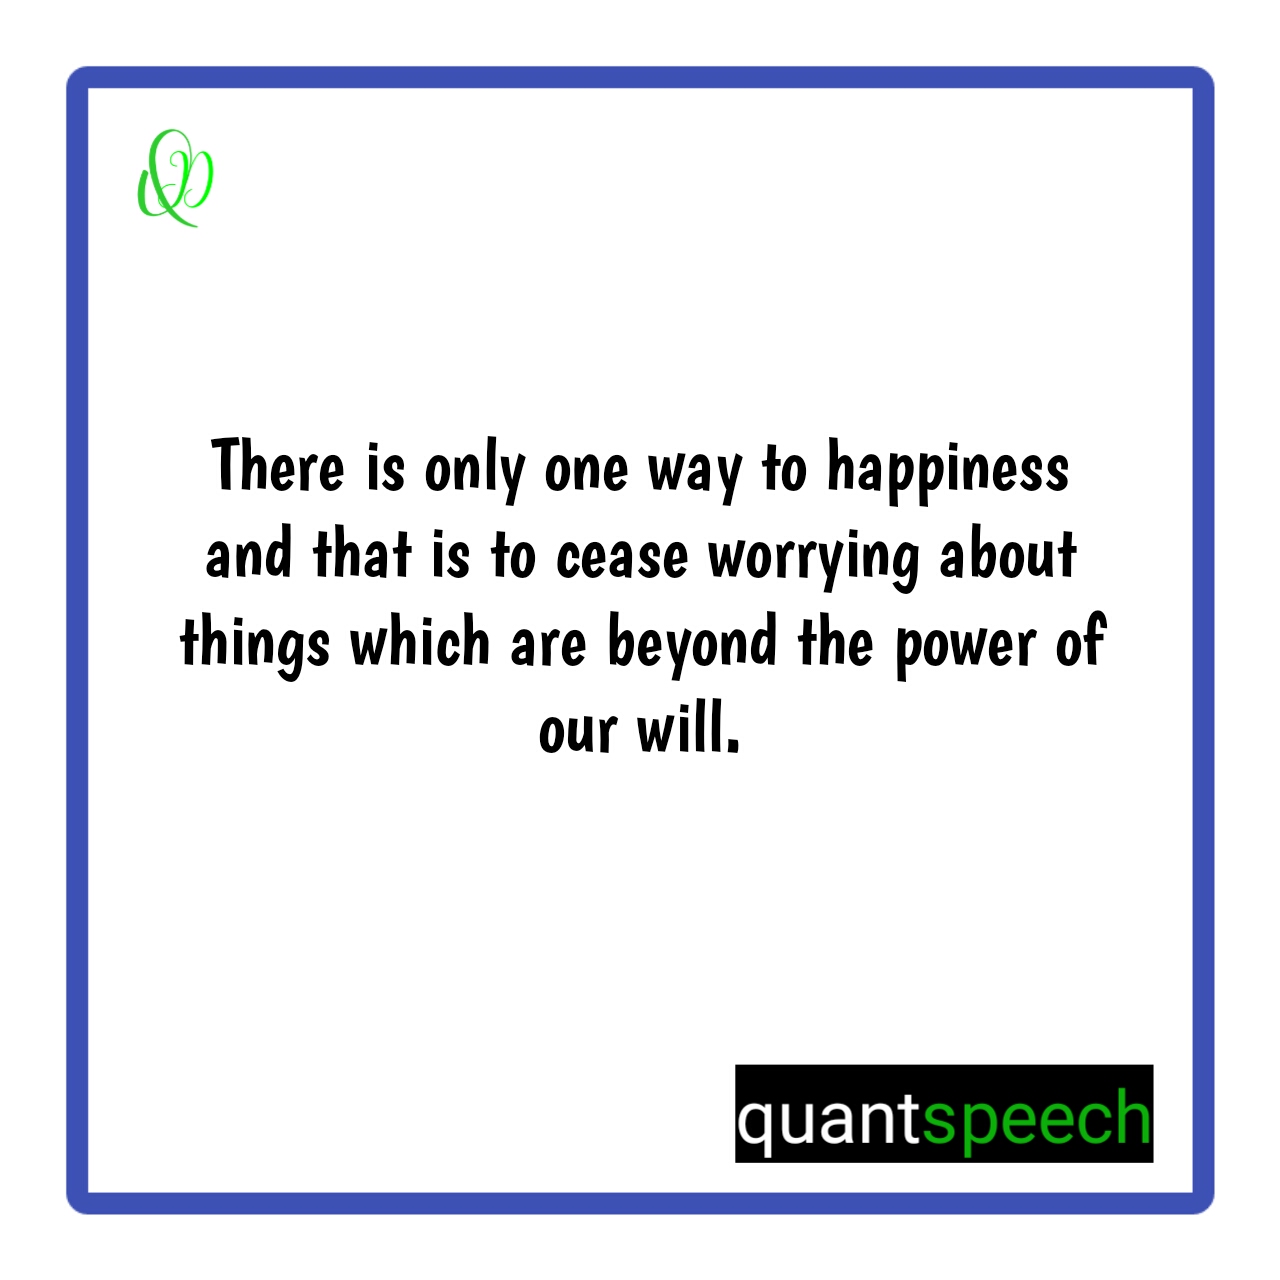 There is only one way to happiness
and that is to cease worrying about
things which are beyond the power of
our will.
quantspeech